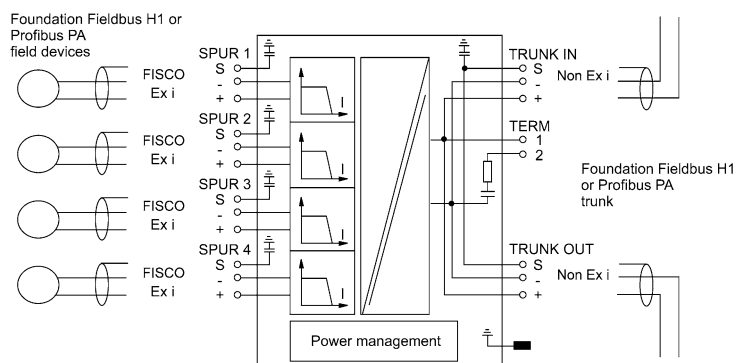 Foundation Fieldbus H1 or
Profibus PA
field devices
SPUR 1
S
-
+
FISCO
Ex i
SPUR 2
S
-
+
FISCO
Ex i
SPUR 3
S
-
+
FISCO
Ex i
SPUR 4
S
-
+
FISCO
Ex i
I
I
I
I
Power management
TRUNK IN
S
-
+
Non Ex i
TERM
1
2
Foundation Fieldbus H1
or Profibus PA
trunk
TRUNK OUT
S
-
+
Non Ex i